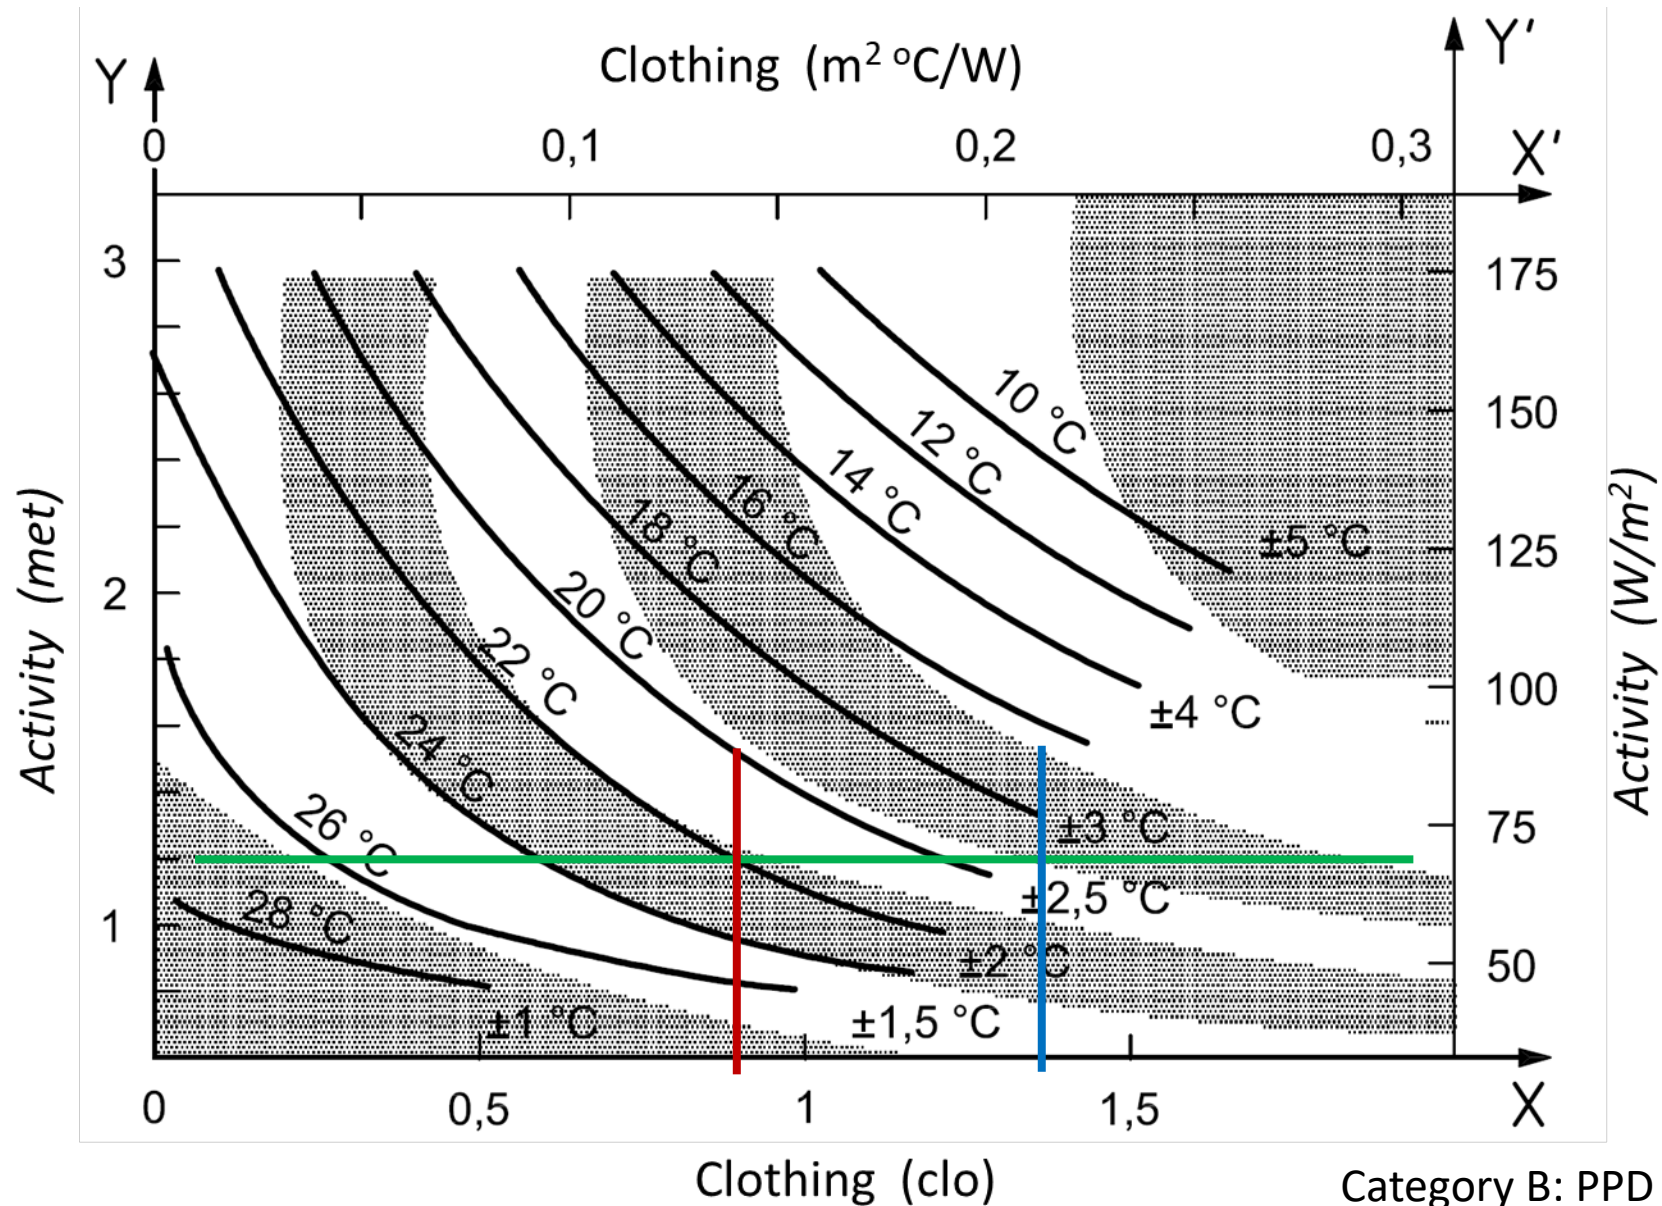 Clothing (m² °C/W)
Y
Y'
0
0,1
0,2
0,3
X'
3
175
10 °C
150
12 °C
14 °C
16 °C
18 °C
±5 °C
125
2
20 °C
22 °C
100
±4 °C
24 °C
26 °C
±3 °C
75
28 °C
±2,5 °C
1
±2 °C
50
±1 °C
±1,5 °C
0
0,5
1
1,5
X
Activity (met)
Activity (W/m²)
Clothing (clo)
Category B: PPD